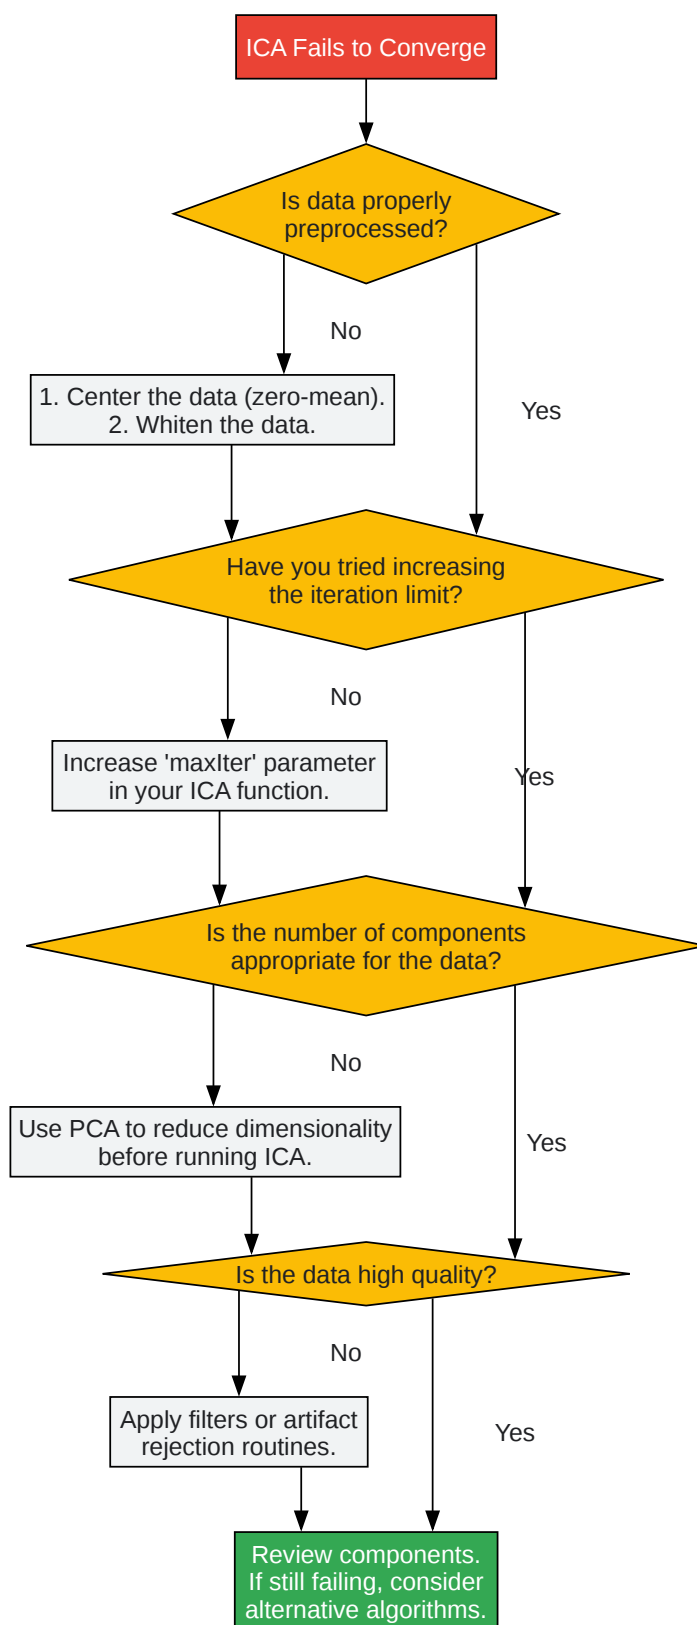 ICA Fails to Converge
Is data properly
preprocessed?
No
1. Center the data (zero-mean).
2. Whiten the data.
Yes
Have you tried increasing
the iteration limit?
No
Increase 'maxIter' parameter
in your ICA function.
Yes
Is the number of components
appropriate for the data?
No
Use PCA to reduce dimensionality
before running ICA.
Yes
Is the data high quality?
No
Apply filters or artifact
rejection routines.
Yes
Review components.
If still failing, consider
alternative algorithms.